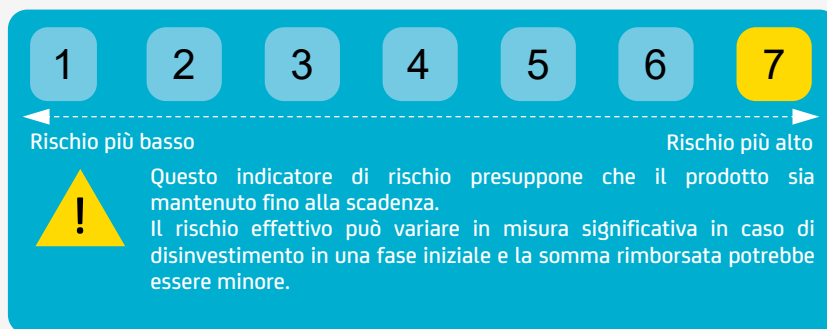 1 2 3 4 5 6 7
Rischio più basso Rischio più alto
Questo indicatore di rischio presuppone che il prodotto sia
mantenuto fino alla scadenza.
Il rischio effettivo può variare in misura significativa in caso di
disinvestimento in una fase iniziale e la somma rimborsata potrebbe
essere minore.
!